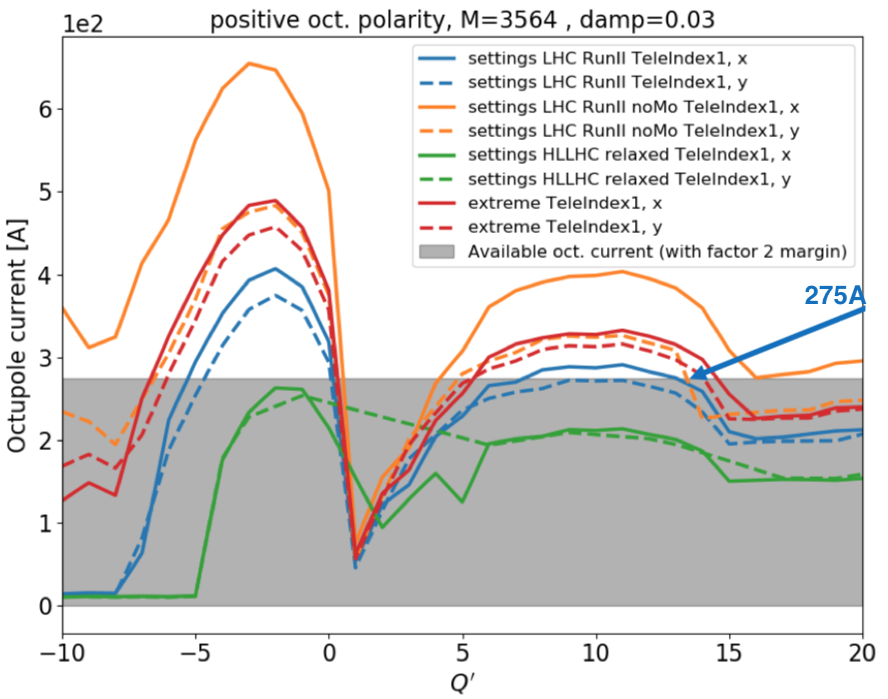 positive oct. polarity, M=3564 , damp=0.03
1e2
settings LHC RunII TeleIndex1, x
settings LHC RunII TeleIndex1, y
settings LHC RunII noMo TeleIndex1, x
settings LHC RunII noMo TeleIndex1, y
settings HLLHC relaxed TeleIndex1, x
settings HLLHC relaxed TeleIndex1, y
extreme TeleIndex1, x
extreme TeleIndex1, y
Available oct. current (with factor 2 margin)
275A
Octupole current [A]
6
5
4
3
2
1
0
−10
−5
0
5
10
15
20
Q′